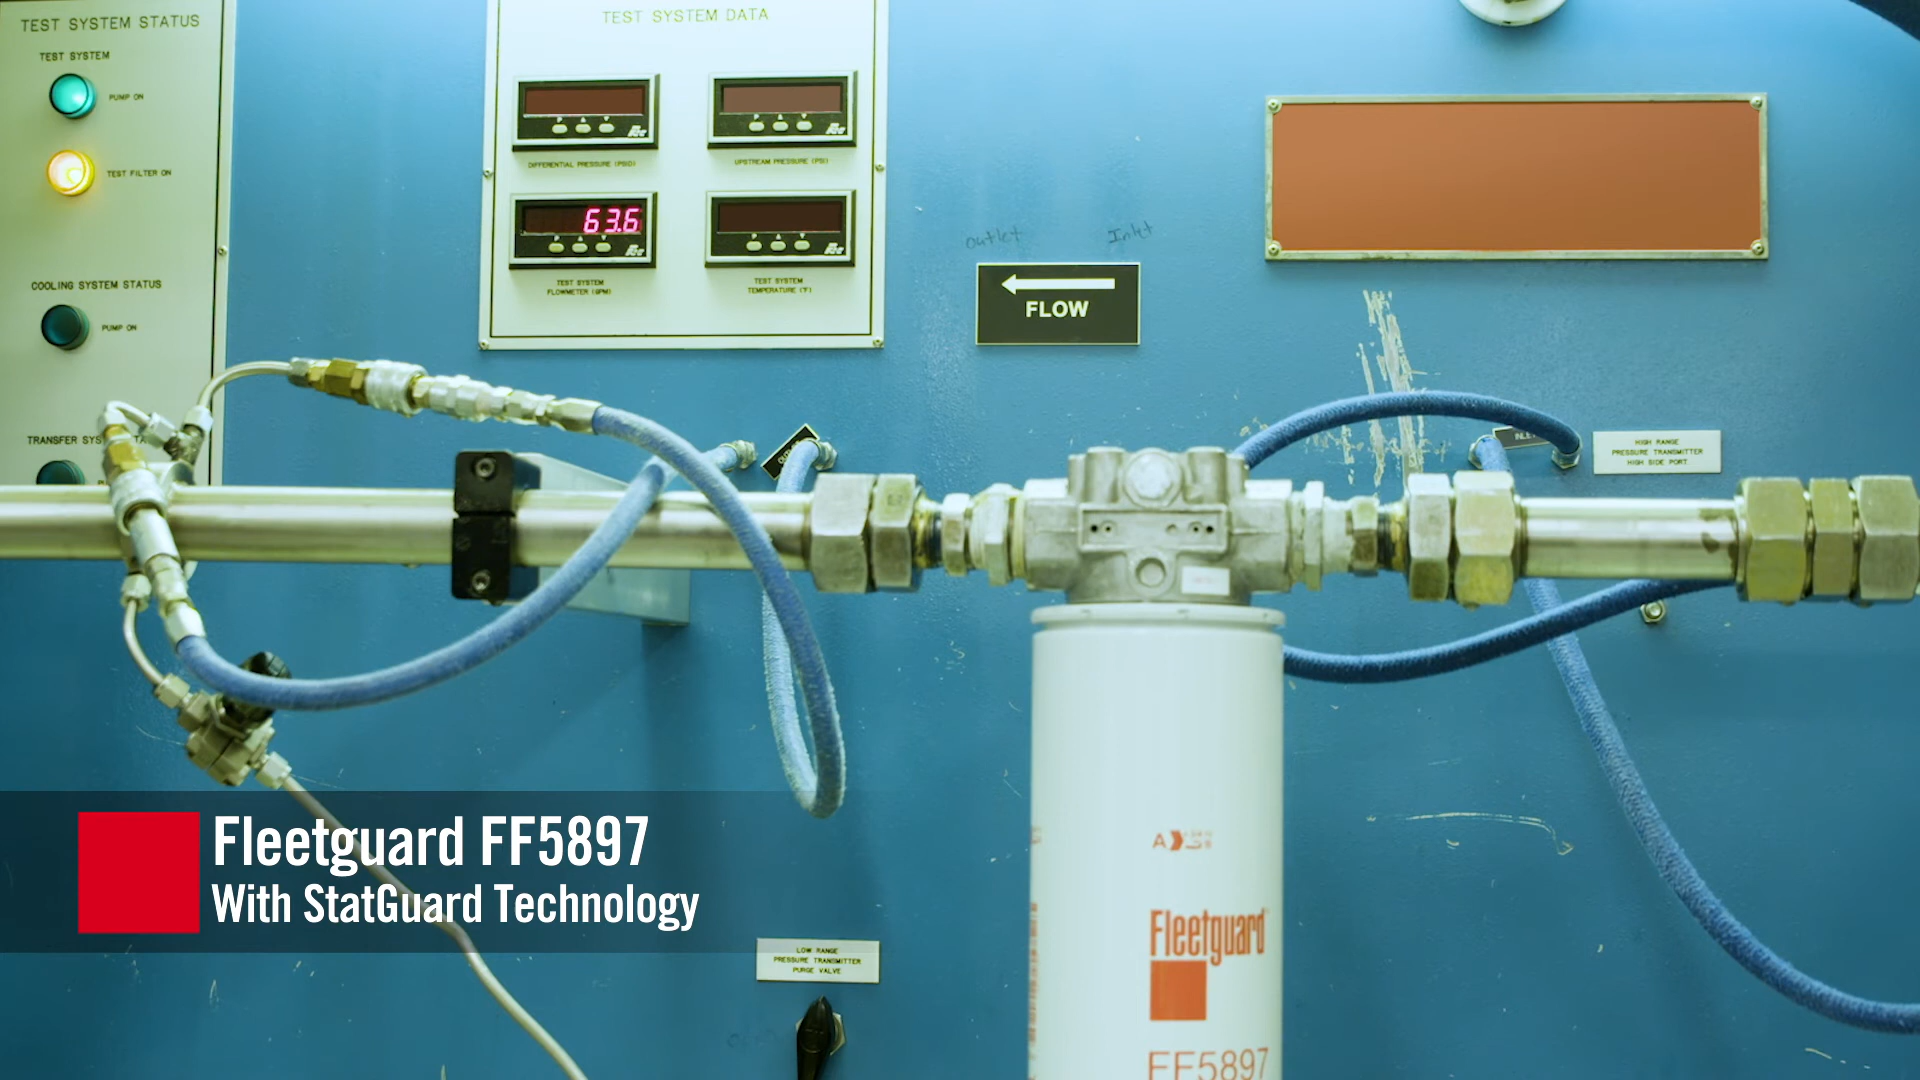 TEST SYSTEM STATUS
TEST SYSTEM
PUMP ON
TEST FILTER ON
COOLING SYSTEM STATUS
PUMP ON
TRANSFER
TEST SYSTEM DATA
DIFFERENTIAL PRESSURE (PSID)
UPSTREAM PRESSURE (PSI)
63.6
TEST SYSTEM
FLOWMETER (GPM)
TEST SYSTEM
TEMPERATURE (°F)
Outlet
Inlet
FLOW
HIGH RANGE
PRESSURE TRANSMITTER
HIGH SIDE PORT
Fleetguard FF5897
With StatGuard Technology
LOW RANGE
PRESSURE TRANSMITTER
PURGE VALVE
Fleetguard
FF5897